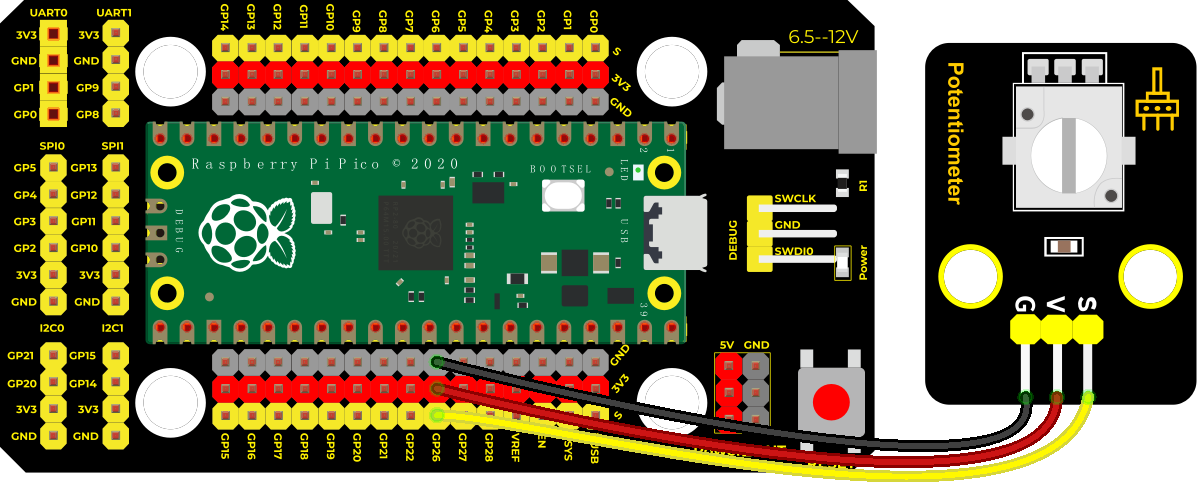 UART0
UART1
3V3
3V3
GND
GND
GP1
GP9
GP0
GP8
SPI0
SPI1
GP5
GP13
GP4
GP12
GP3
GP11
GP2
GP10
3V3
3V3
GND
GND
I2C0
I2C1
GP21
GP15
GP20
GP14
3V3
3V3
GND
GND
GP14
GP13
GP12
GP11
GP10
GP9
GP8
GP7
GP6
GP5
GP4
GP3
GP2
GP1
GP0
S
3V3
GND
Raspberry Pi Pico © 2020
BOOTSEL
LED
2
1
DEBUG
USB
39
6.5--12V
R1
SWCLK
GND
SWDI0
DEBUG
Power
5V GND
GND
3V3
S
GP15
GP16
GP17
GP18
GP19
GP20
GP21
GP22
GP26
GP27
GP28
VREF
EN
SYS
USB
Potentiometer
G
V
S